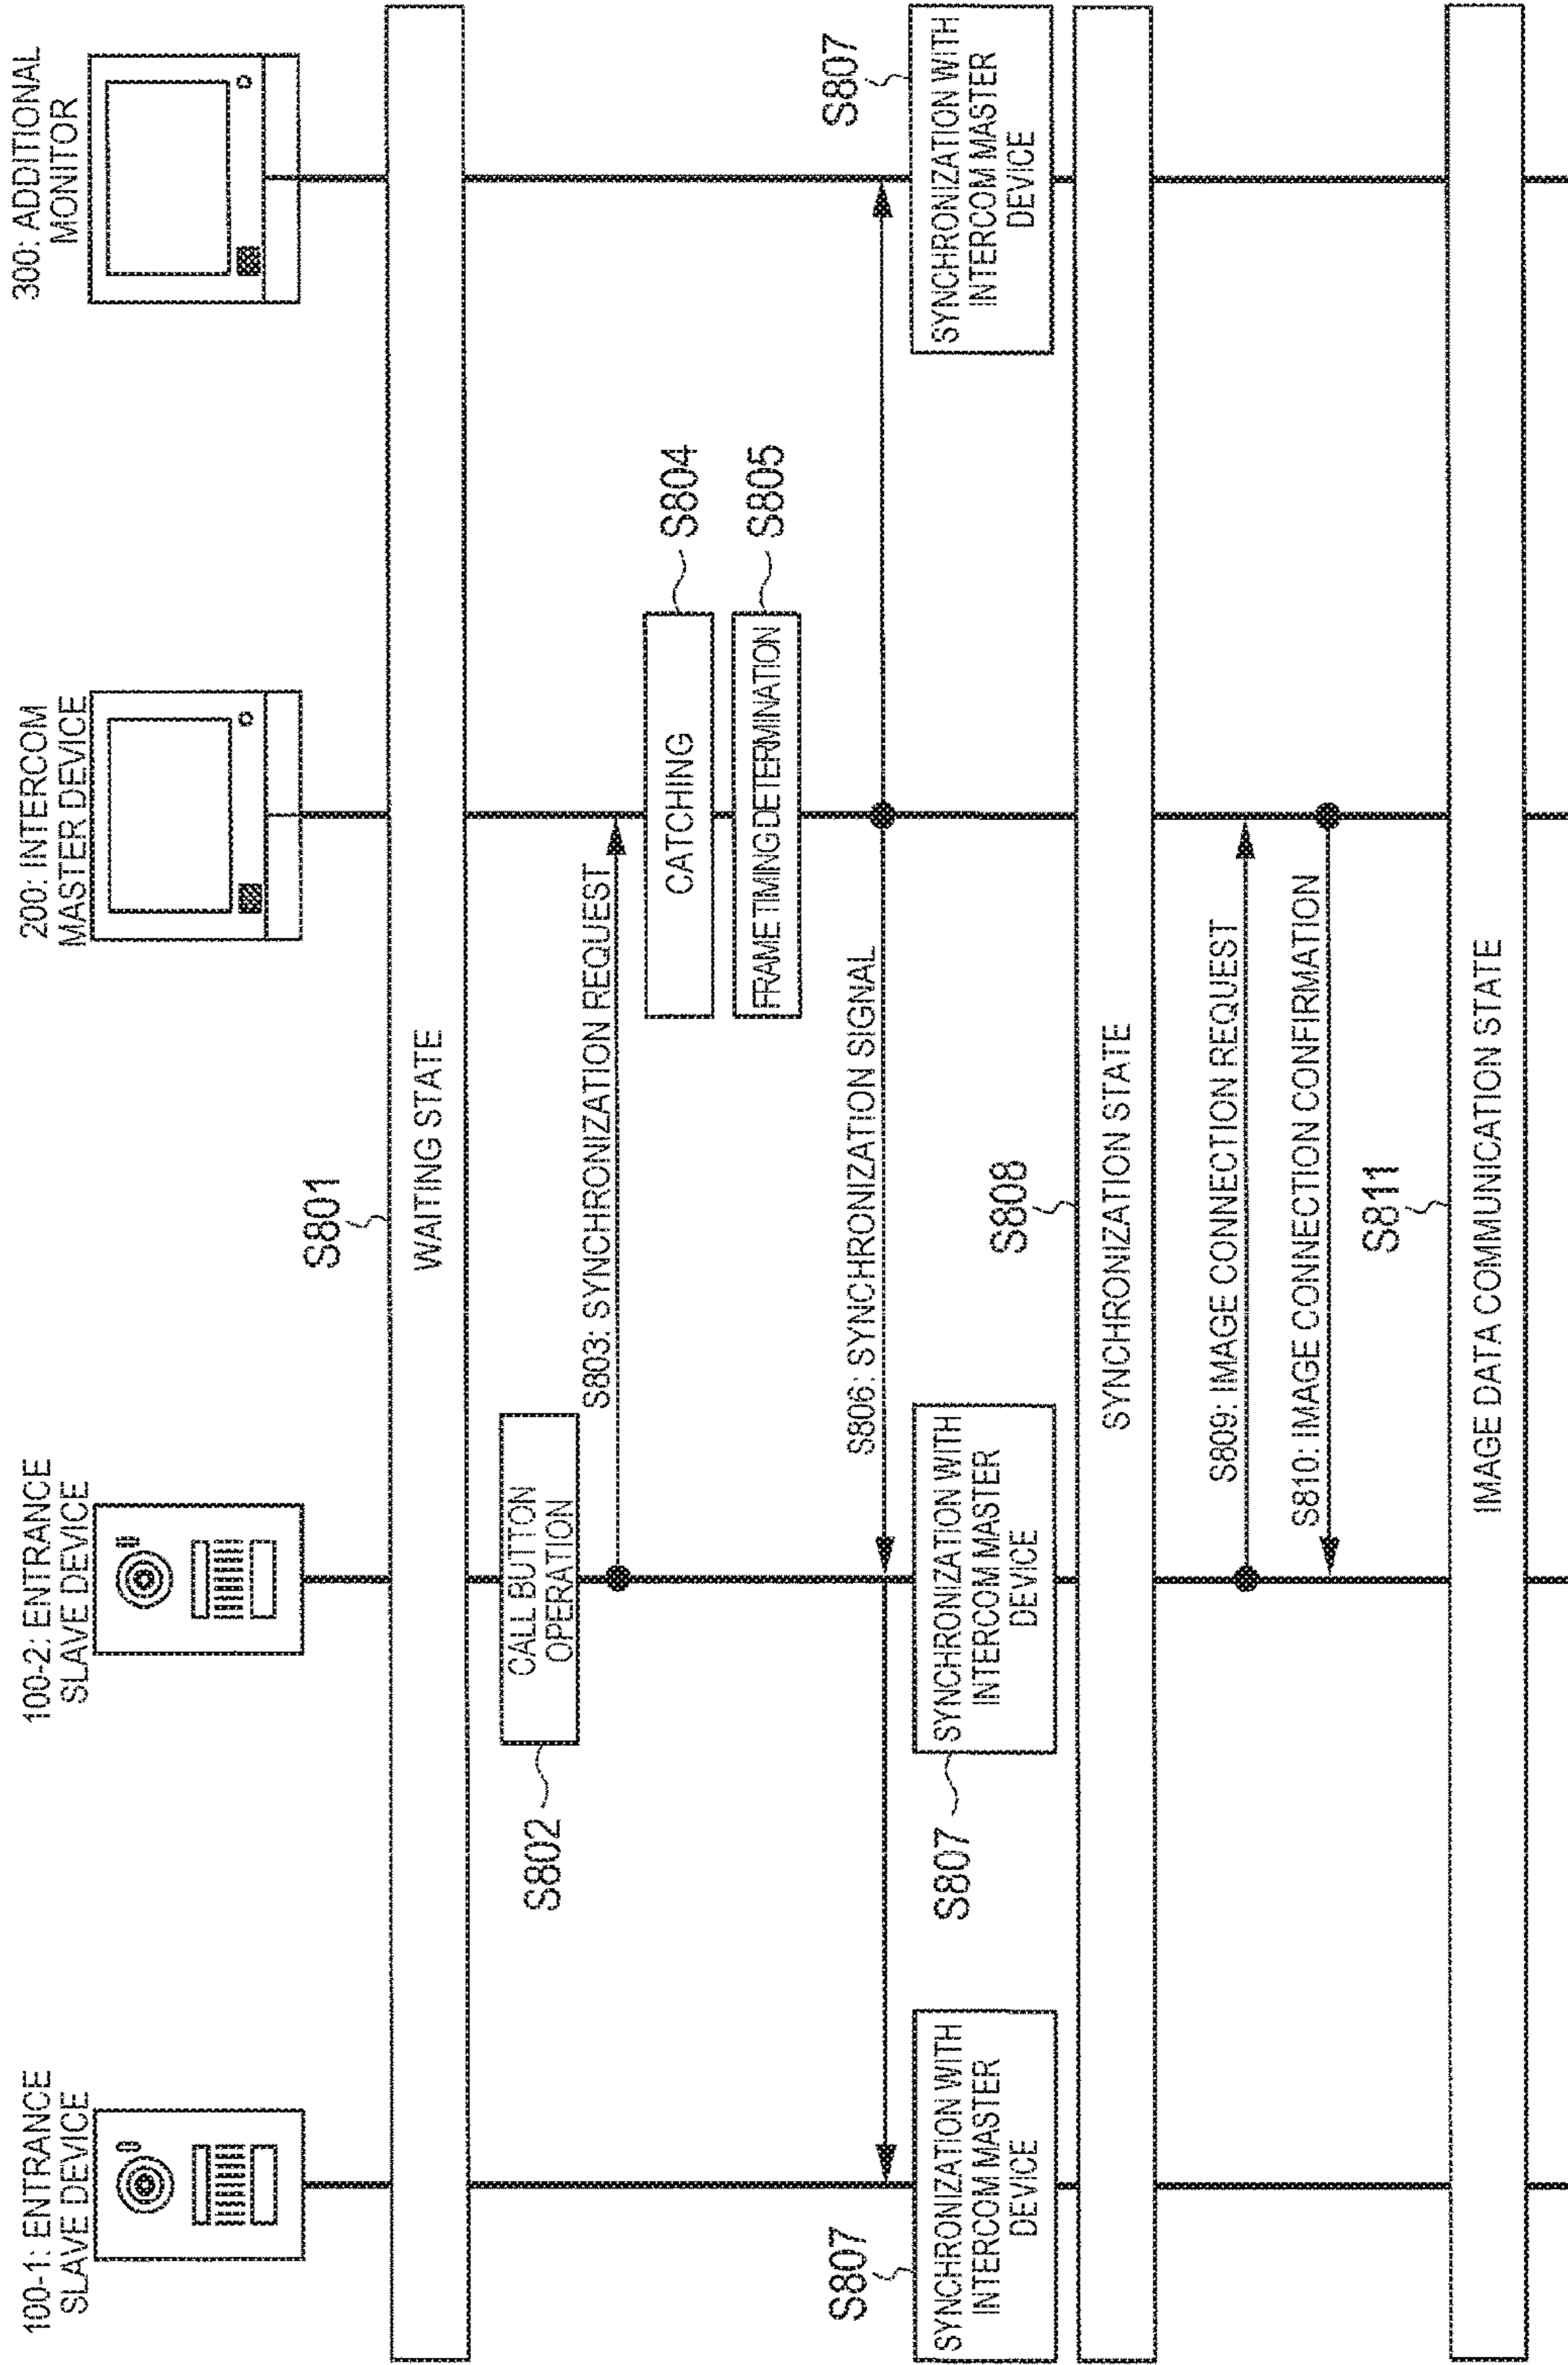 100-1: ENTRANCE
SLAVE DEVICE
100-2: ENTRANCE
SLAVE DEVICE
200: INTERCOM
MASTER DEVICE
300: ADDITIONAL
MONITOR
S801
WAITING STATE
S802
CALL BUTTON
OPERATION
S803: SYNCHRONIZATION REQUEST
CATCHING
S804
FRAME TIMING DETERMINATION
S805
S806: SYNCHRONIZATION SIGNAL
S807
SYNCHRONIZATION WITH
INTERCOM MASTER
DEVICE
S807
SYNCHRONIZATION WITH
INTERCOM MASTER
DEVICE
S807
SYNCHRONIZATION WITH
INTERCOM MASTER
DEVICE
S808
SYNCHRONIZATION STATE
S809: IMAGE CONNECTION REQUEST
S810: IMAGE CONNECTION CONFIRMATION
S811
IMAGE DATA COMMUNICATION STATE